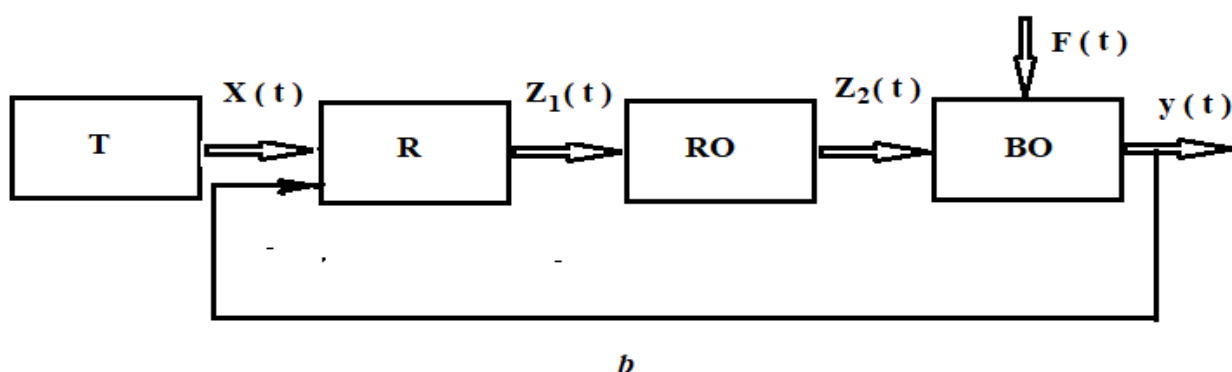 F ( t )
X ( t )
Z₁(t)
Z₂(t)
y ( t )
T
R
RO
BO
b